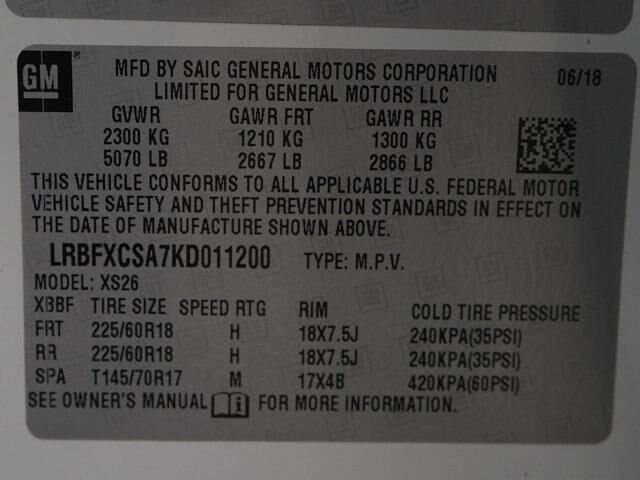 GM
MFD BY SAIC GENERAL MOTORS CORPORATION 06/18
LIMITED FOR GENERAL MOTORS LLC
GVWR GAWR FRT GAWR RR
2300 KG 1210 KG 1300 KG
5070 LB 2667 LB 2866 LB
THIS VEHICLE CONFORMS TO ALL APPLICABLE U.S. FEDERAL MOTOR
VEHICLE SAFETY AND THEFT PREVENTION STANDARDS IN EFFECT ON
THE DATE OF MANUFACTURE SHOWN ABOVE.
LRBFXCSA7KD011200 TYPE: M.P.V.
MODEL: XS26
XBBF TIRE SIZE SPEED RTG RIM COLD TIRE PRESSURE
FRT 225/60R18 H 18X7.5J 240KPA(35PSI)
RR 225/60R18 H 18X7.5J 240KPA(35PSI)
SPA T145/70R17 M 17X4B 420KPA(60PSI)
SEE OWNER'S MANUAL i FOR MORE INFORMATION.